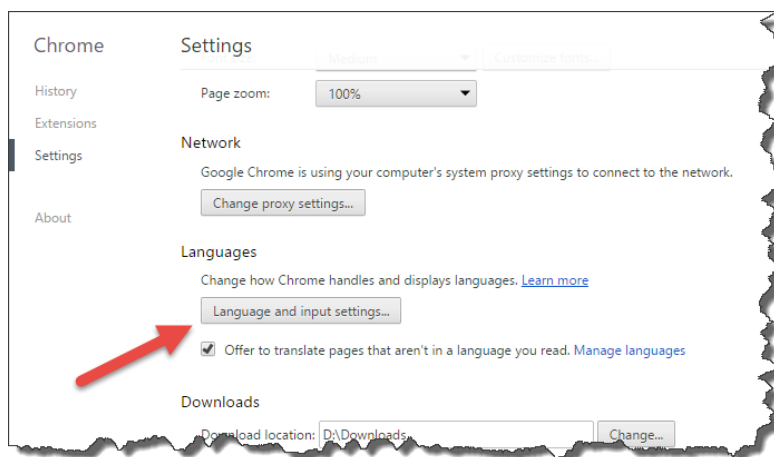 Chrome
Settings
Medium
Customize fonts...
History
Page zoom:
100%
Extensions
Settings
Network
Google Chrome is using your computer's system proxy settings to connect to the network.
Change proxy settings...
About
Languages
Change how Chrome handles and displays languages. Learn more
Language and input settings...
Offer to translate pages that aren't in a language you read. Manage languages
Downloads
Download location: D:\Downloads
Change...